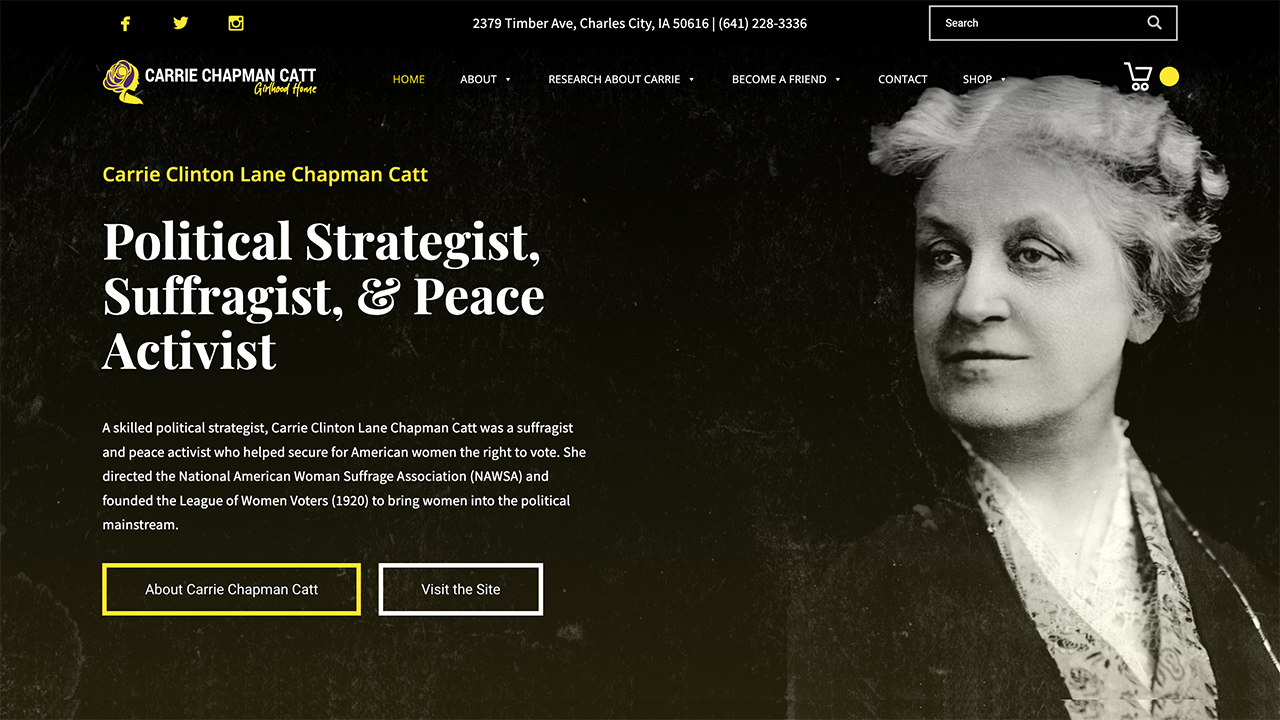 2379 Timber Ave, Charles City, IA 50616 | (641) 228-3336
Search
CARRIE CHAPMAN CATT
Girlhood Home
HOME ABOUT RESEARCH ABOUT CARRIE BECOME A FRIEND CONTACT SHOP
Carrie Clinton Lane Chapman Catt
Political Strategist,
Suffragist, & Peace
Activist
A skilled political strategist, Carrie Clinton Lane Chapman Catt was a suffragist
and peace activist who helped secure for American women the right to vote. She
directed the National American Woman Suffrage Association (NAWSA) and
founded the League of Women Voters (1920) to bring women into the political
mainstream.
About Carrie Chapman Catt
Visit the Site